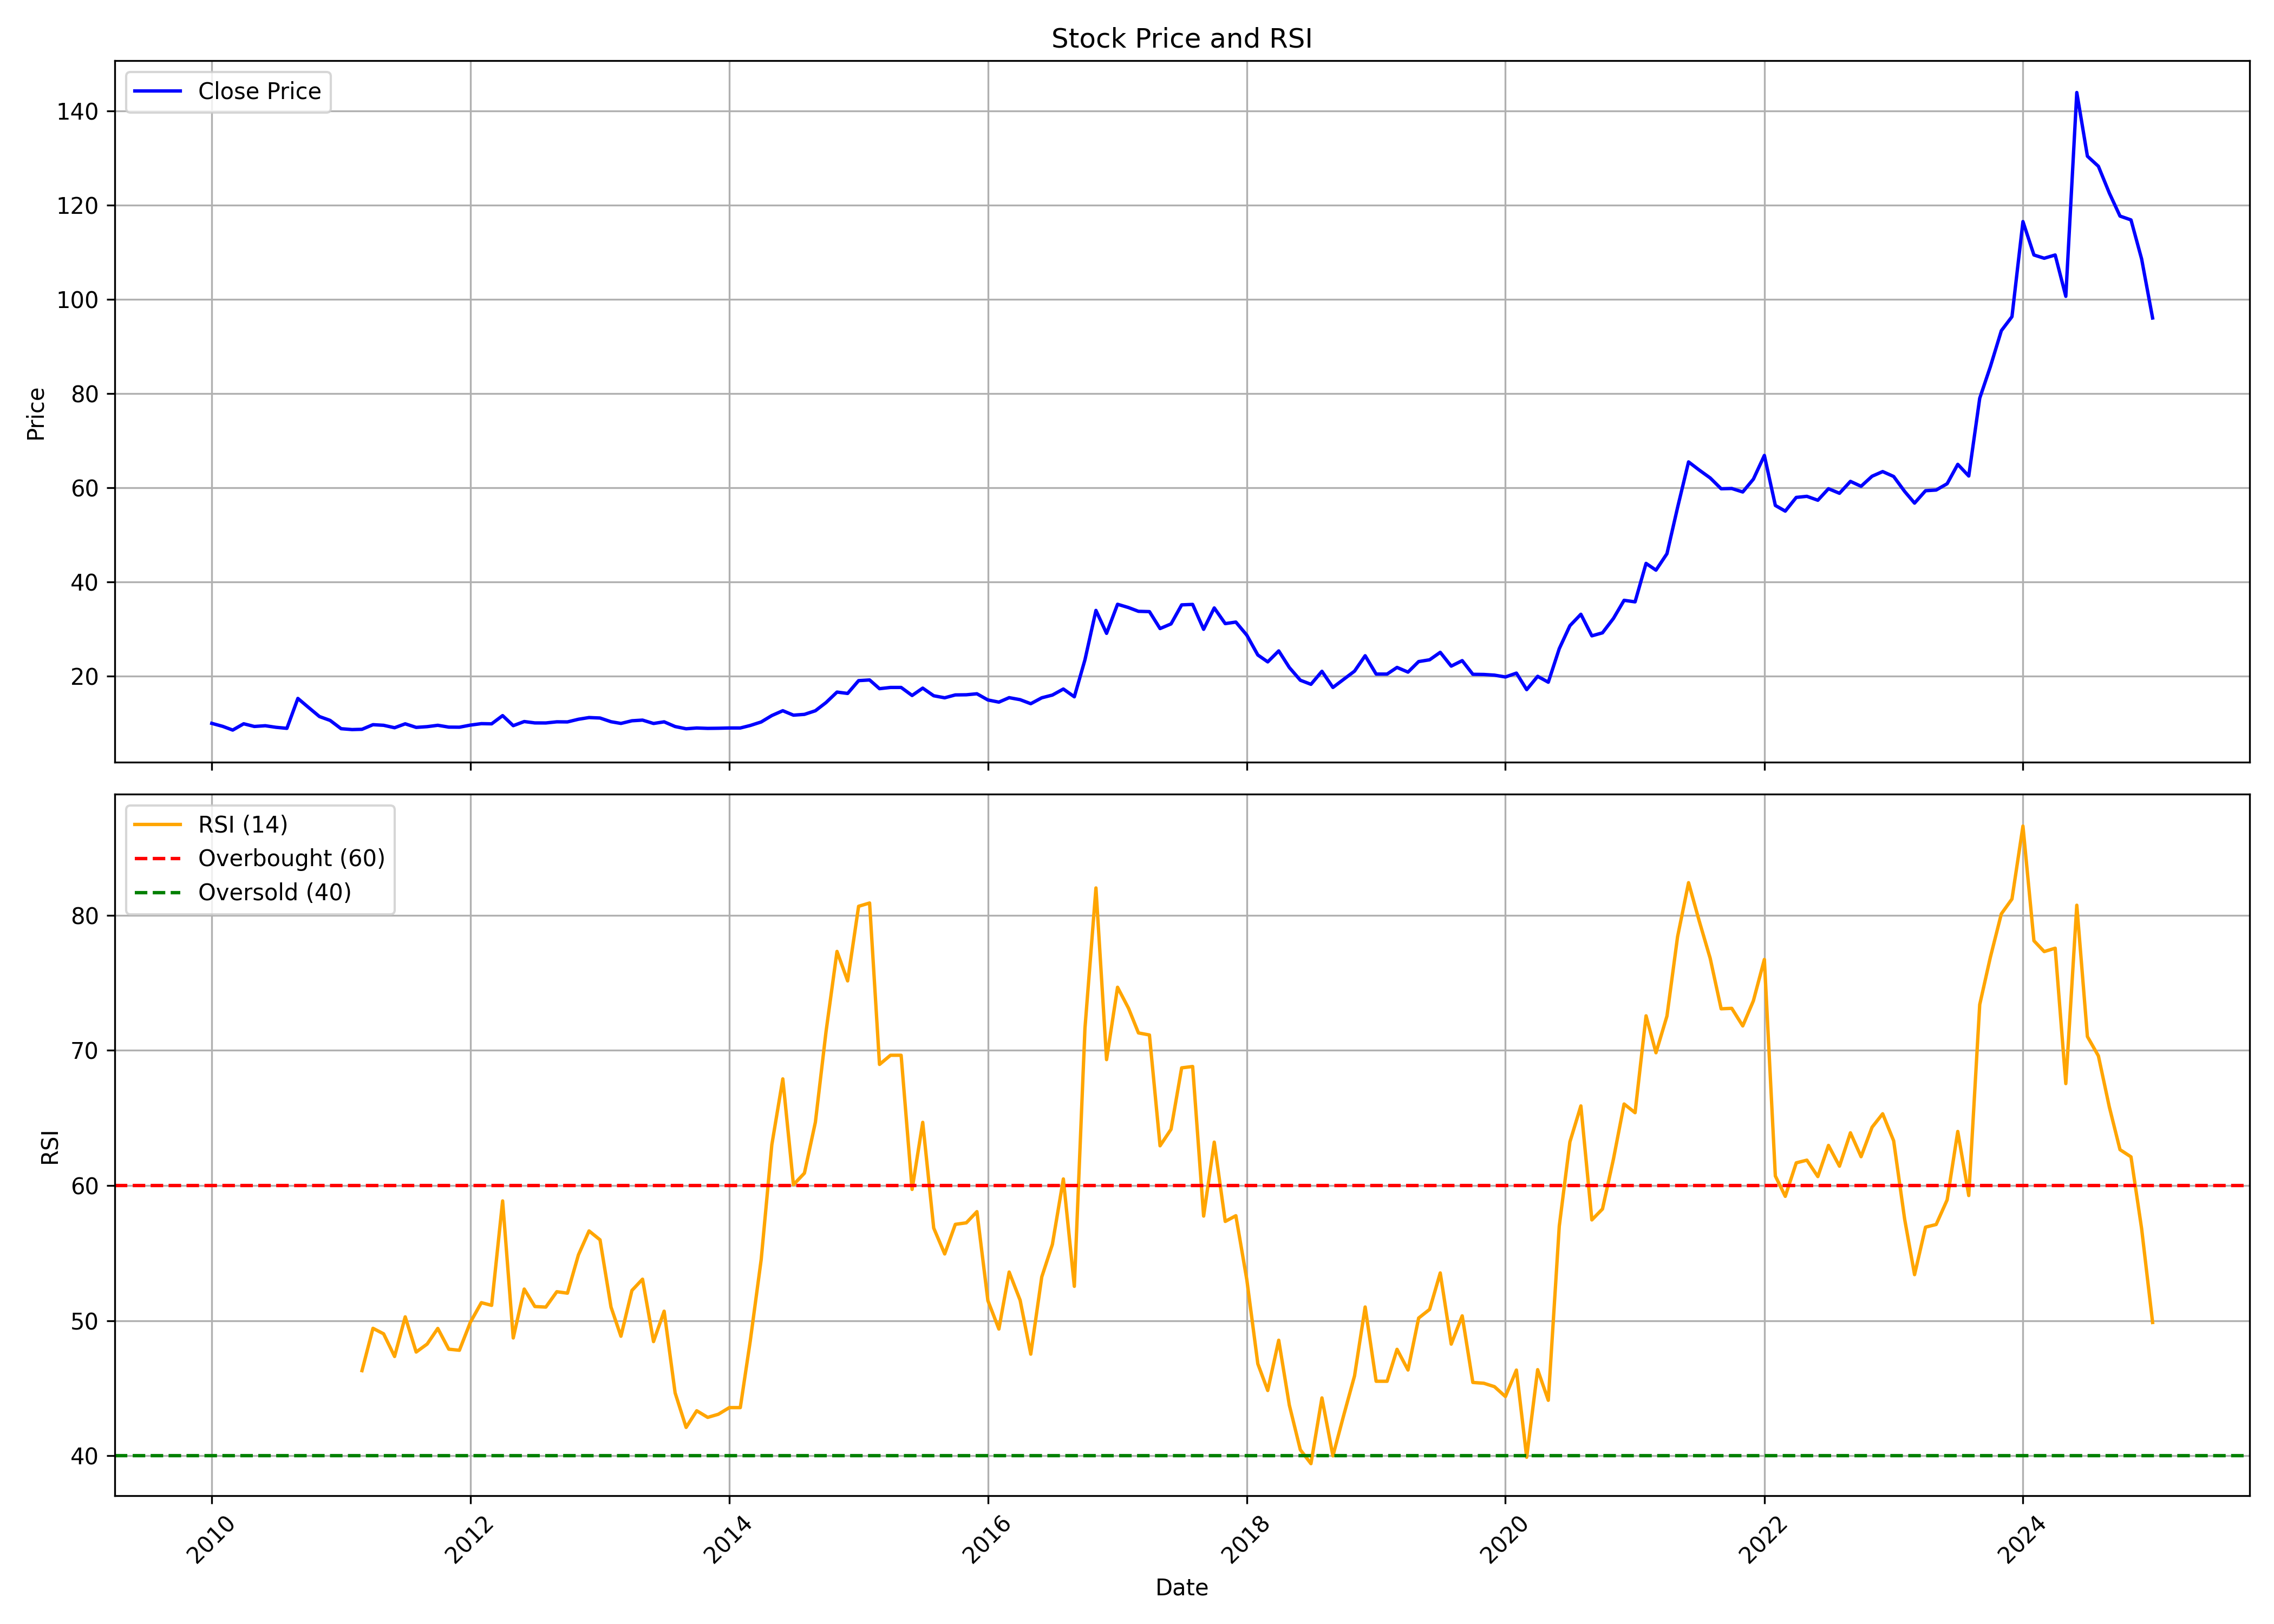 Stock Price and RSI
Close Price
140
120
100
80
60
40
20
Price
RSI (14)
Overbought (60)
Oversold (40)
80
70
60
50
40
RSI
2010
2012
2014
2016
2018
2020
2022
2024
Date